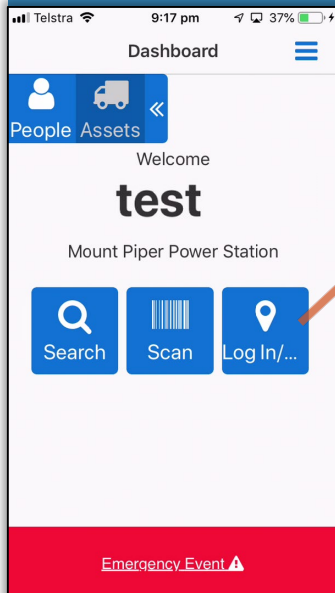 Telstra 9:17 pm 37%
Dashboard
People Assets
Welcome
test
Mount Piper Power Station
Search Scan Log In/...
Emergency Event